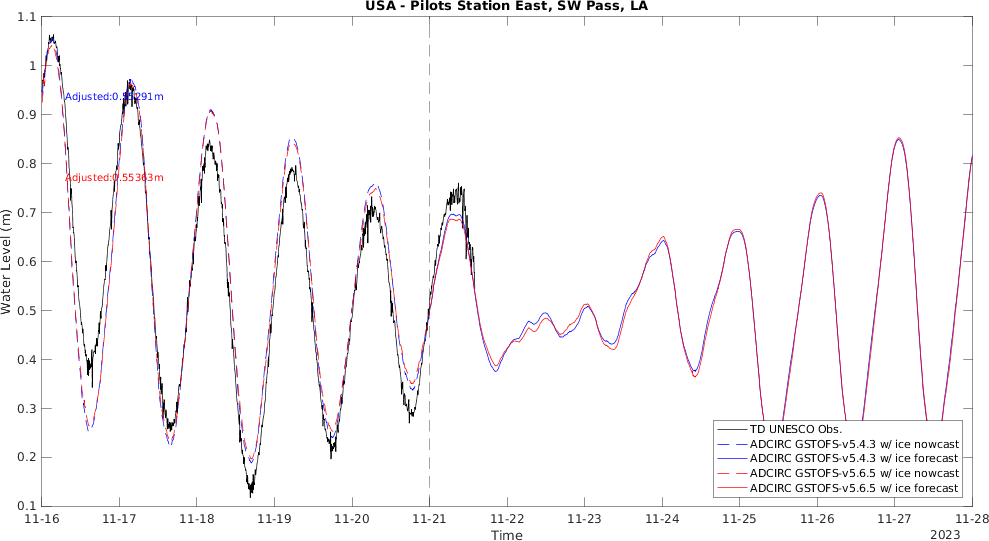 USA - Pilots Station East, SW Pass, LA
Water Level (m)
1.1
1
0.9
0.8
0.7
0.6
0.5
0.4
0.3
0.2
0.1
Adjusted:0.55291m
Adjusted:0.55363m
TD UNESCO Obs.
ADCIRC GSTOFS-v5.4.3 w/ ice nowcast
ADCIRC GSTOFS-v5.4.3 w/ ice forecast
ADCIRC GSTOFS-v5.6.5 w/ ice nowcast
ADCIRC GSTOFS-v5.6.5 w/ ice forecast
11-16 11-17 11-18 11-19 11-20 11-21 11-22 11-23 11-24 11-25 11-26 11-27 11-28
Time
2023